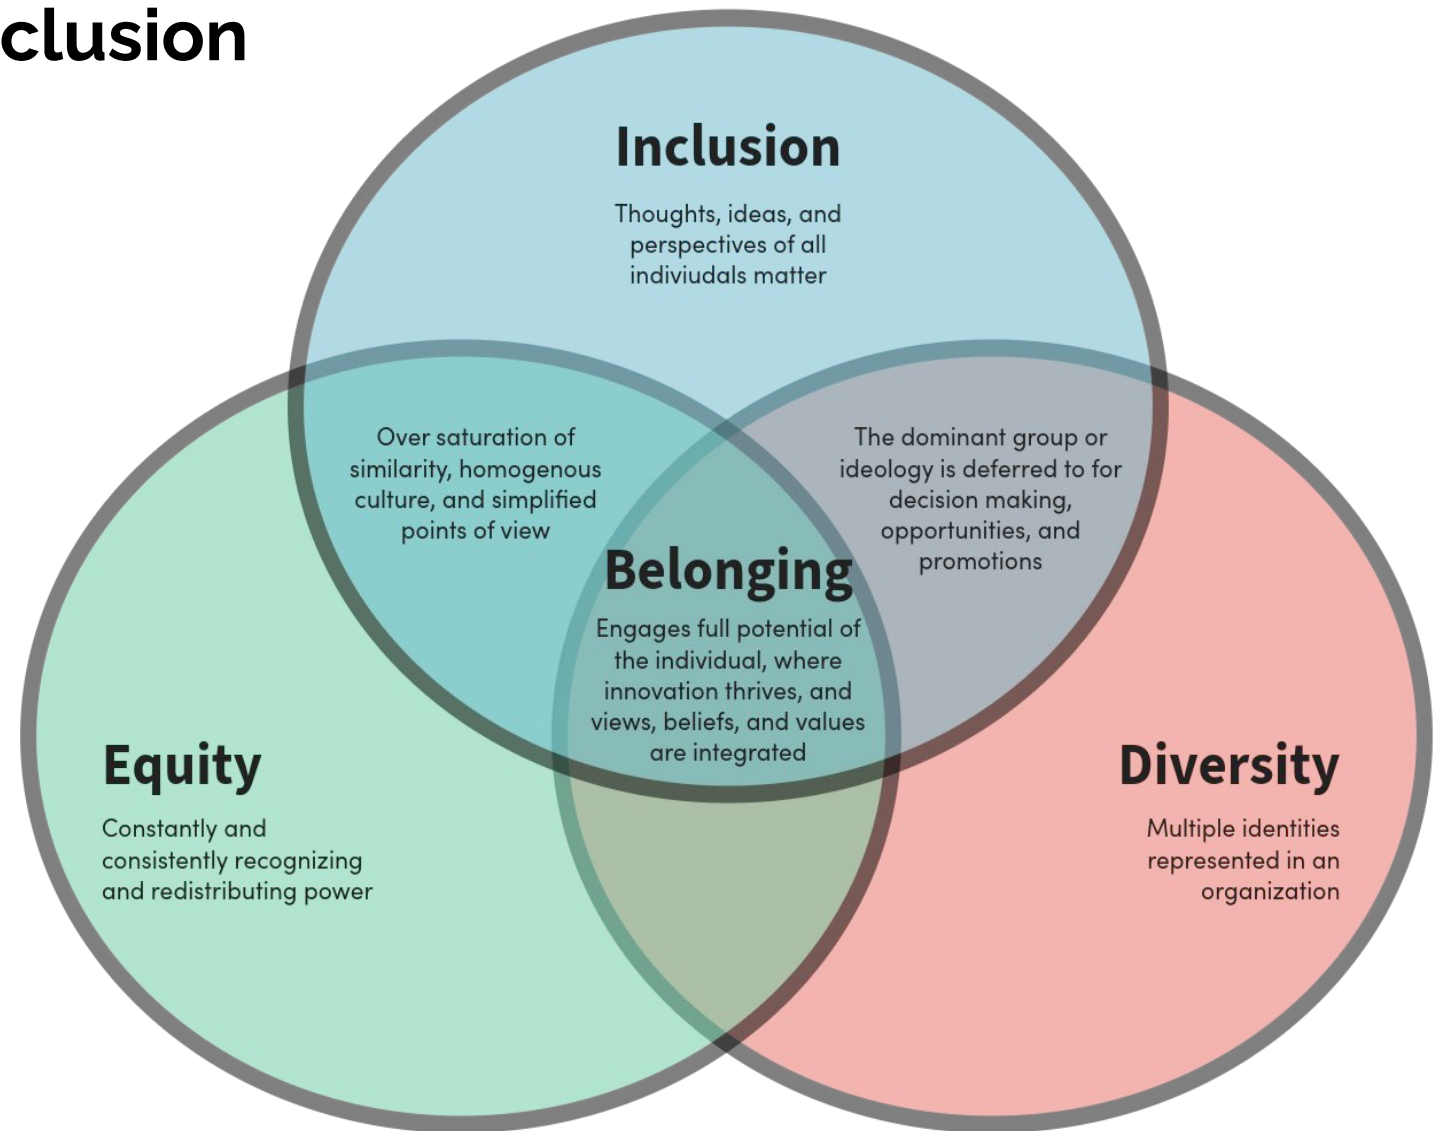 clusion
Inclusion
Thoughts, ideas, and
perspectives of all
indiviudals matter
Over saturation of
similarity, homogenous
culture, and simplified
points of view
The dominant group or
ideology is deferred to for
decision making,
opportunities, and
promotions
Belonging
Engages full potential of
the individual, where
innovation thrives, and
views, beliefs, and values
are integrated
Equity
Constantly and
consistently recognizing
and redistributing power
Diversity
Multiple identities
represented in an
organization